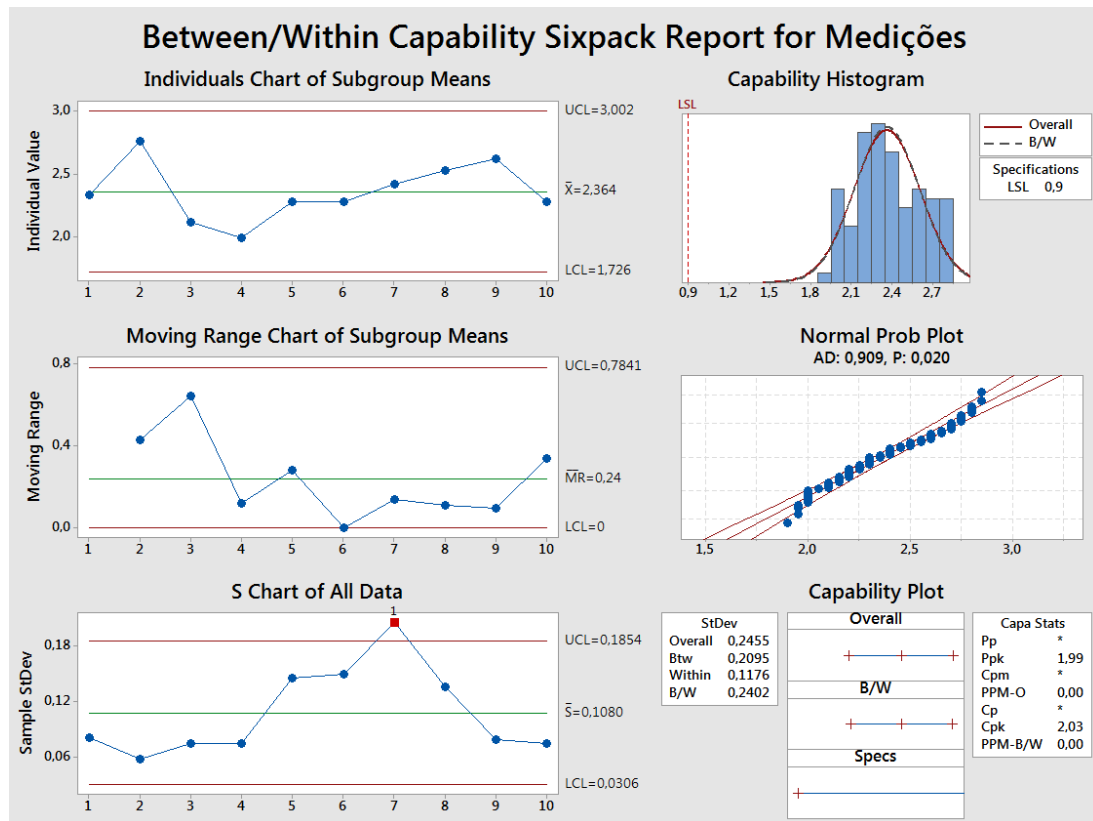 Between/Within Capability Sixpack Report for Medições
Individuals Chart of Subgroup Means
Individual Value
3,0
2,5
2,0
UCL=3,002
X̄=2,364
LCL=1,726
1 2 3 4 5 6 7 8 9 10
Moving Range Chart of Subgroup Means
Moving Range
0,8
0,4
0,0
UCL=0,7841
M̄R̄=0,24
LCL=0
1 2 3 4 5 6 7 8 9 10
S Chart of All Data
Sample StDev
0,18
0,12
0,06
1
UCL=0,1854
S̄=0,1080
LCL=0,0306
1 2 3 4 5 6 7 8 9 10
Capability Histogram
LSL
0,9 1,2 1,5 1,8 2,1 2,4 2,7
Overall
B/W
Specifications
LSL 0,9
Normal Prob Plot
AD: 0,909, P: 0,020
1,5 2,0 2,5 3,0
Capability Plot
StDev
Overall 0,2455
Btw 0,2095
Within 0,1176
B/W 0,2402
Overall
B/W
Specs
Capa Stats
Pp *
Ppk 1,99
Cpm *
PPM-O 0,00
Cp *
Cpk 2,03
PPM-B/W 0,00